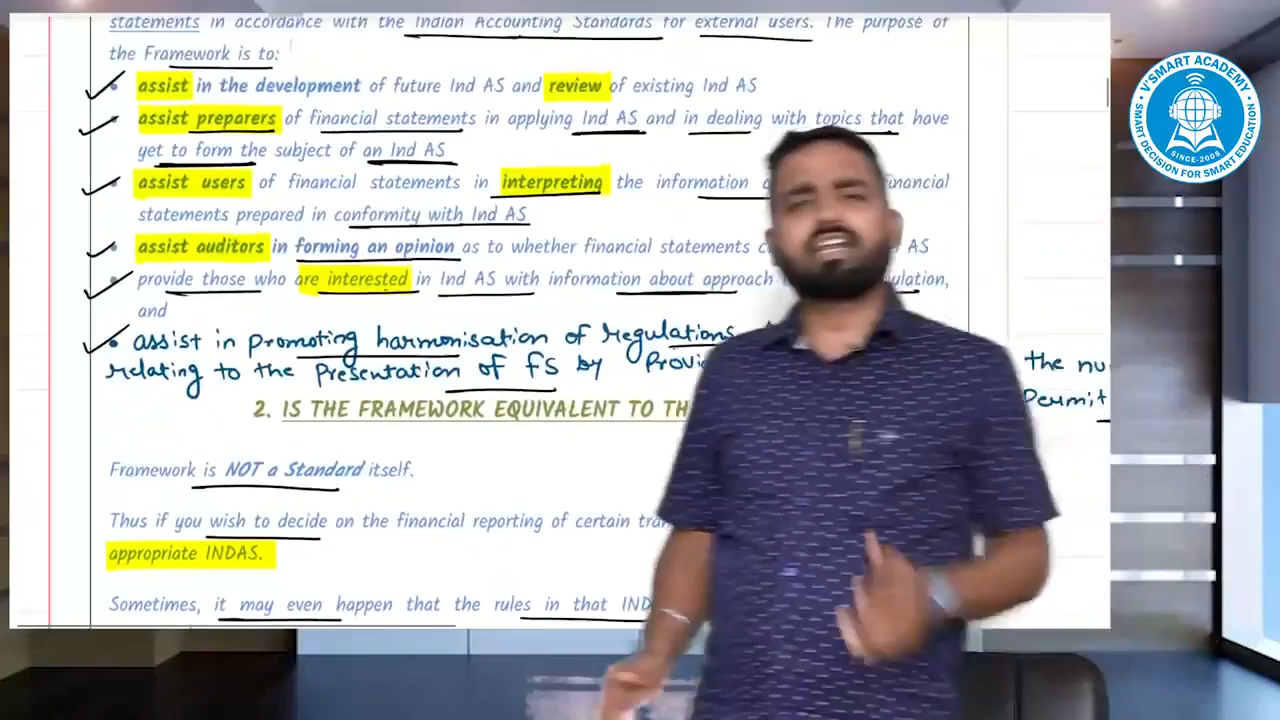 statements in accordance with the Indian Accounting Standards for external users. The purpose of
the Framework is to:
• assist in the development of future Ind AS and review of existing Ind AS
• assist preparers of financial statements in applying Ind AS and in dealing with topics that have
yet to form the subject of an Ind AS
• assist users of financial statements in interpreting the information financial
statements prepared in conformity with Ind AS
• assist auditors in forming an opinion as to whether financial statements AS
• provide those who are interested in Ind AS with information about approach
and
• assist in promoting harmonisation of regulations
relating to the presentation of FS by the
Permit
2. IS THE FRAMEWORK EQUIVALENT TO
Framework is NOT a Standard itself.
Thus if you wish to decide on the financial reporting of certain
appropriate INDAS.
Sometimes, it may even happen that the rules in that
V'SMART ACADEMY
SMART DECISION FOR SMART EDUCATION
SINCE-2008